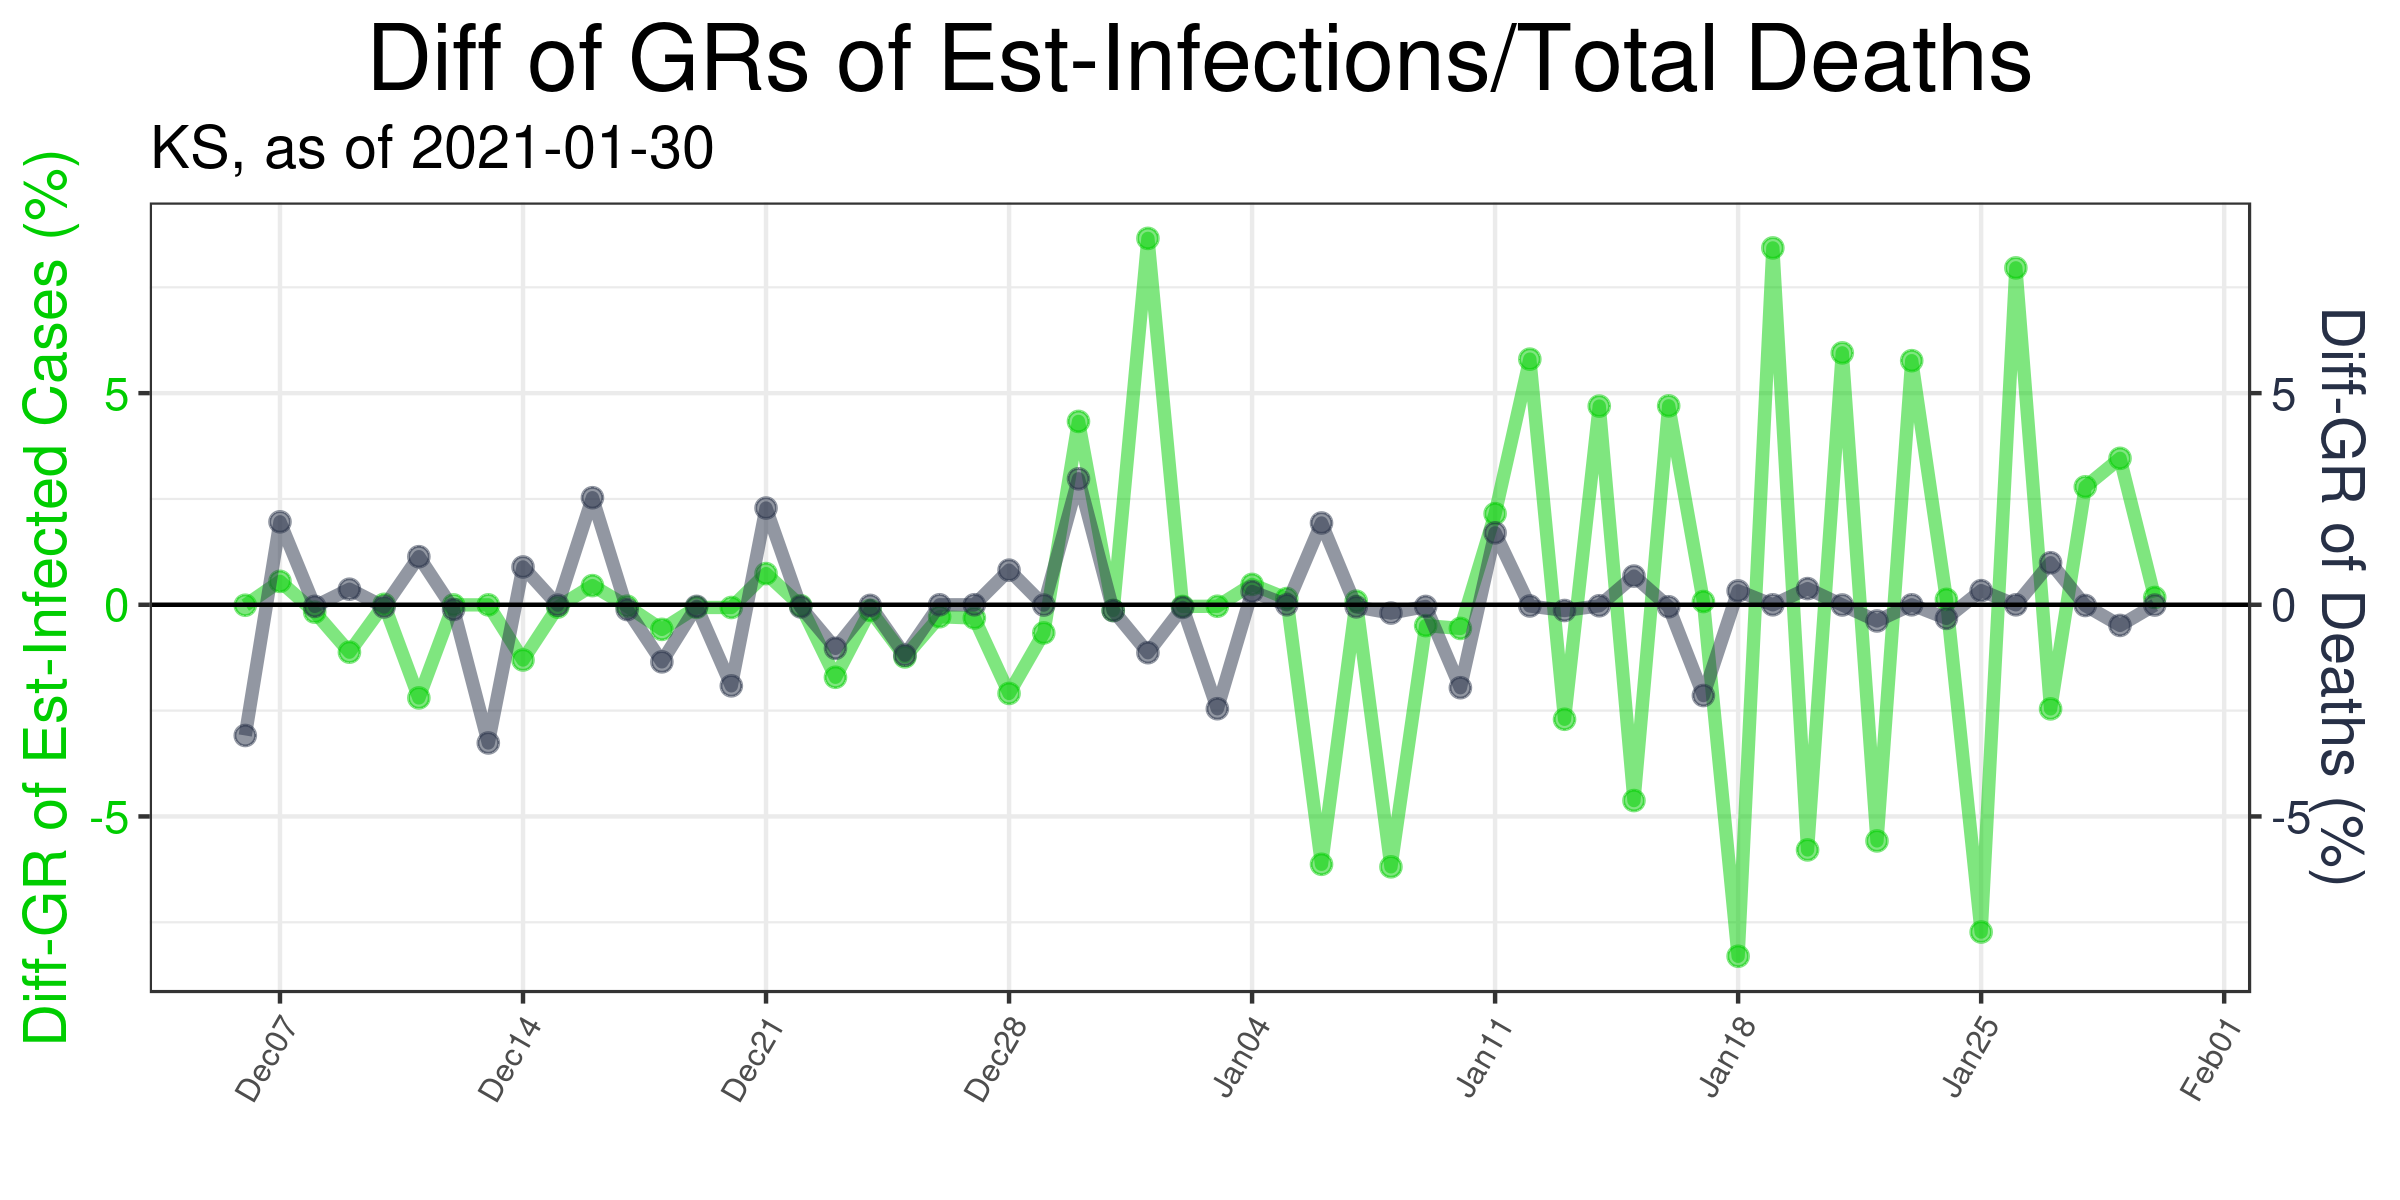 Diff of GRs of Est-Infections/Total Deaths
KS, as of 2021-01-30
Diff-GR of Est-Infected Cases (%)
5
0
-5
5
0
-5
Diff-GR of Deaths (%)
Dec07
Dec14
Dec21
Dec28
Jan04
Jan11
Jan18
Jan25
Feb01